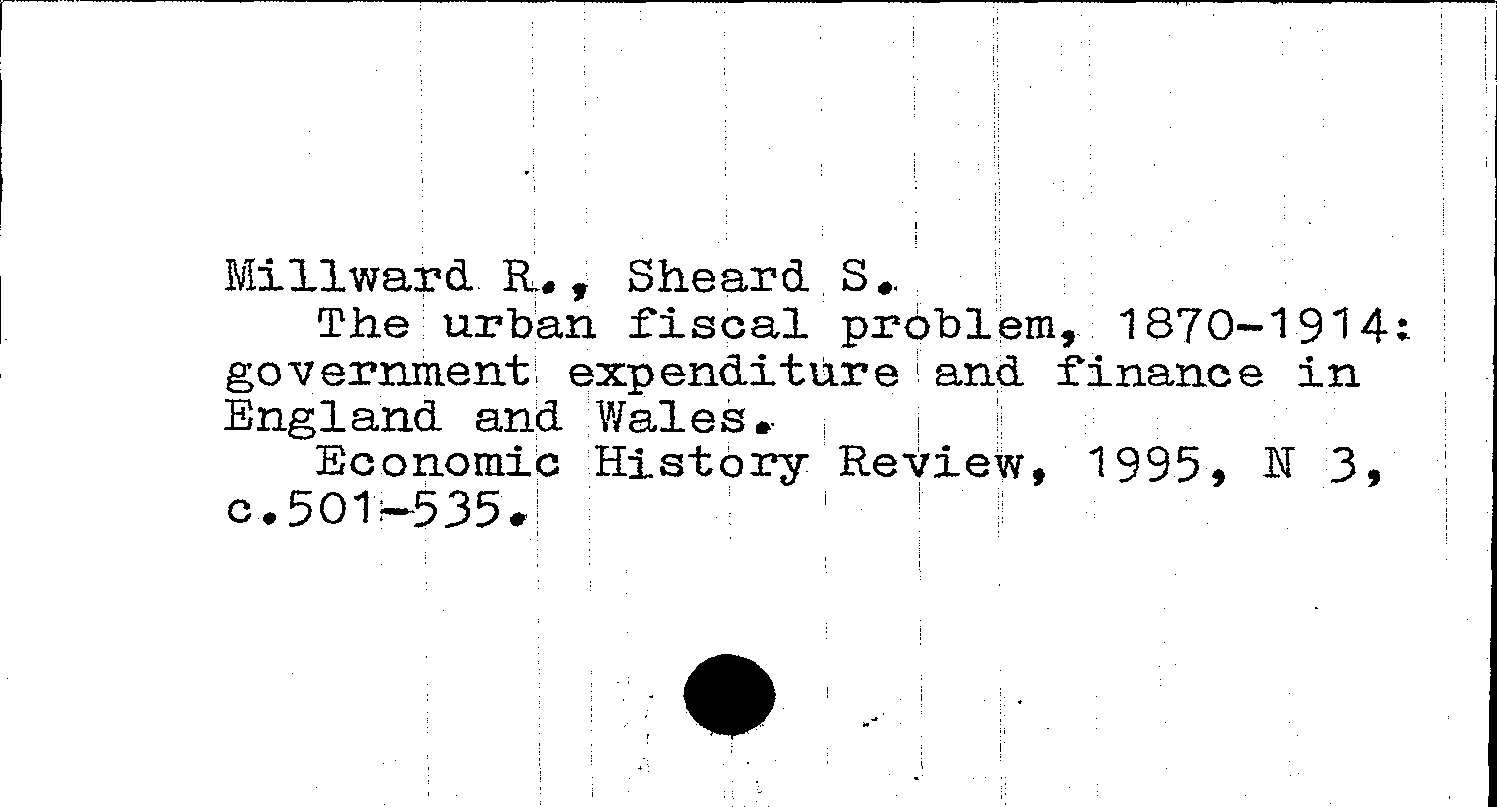 Millward R., Sheard S.
The urban fiscal problem, 1870-1914:
government expenditure and finance in
England and Wales.
Economic History Review, 1995, N 3,
c.501-535.